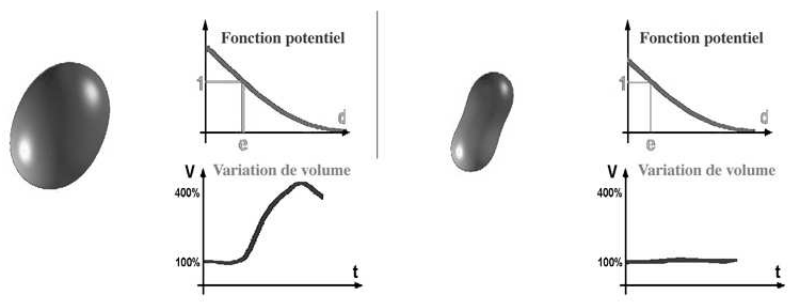 Fonction potentiel
1
d
e
V
Variation de volume
400%
100%
t
Fonction potentiel
1
d
e
V
Variation de volume
400%
100%
t